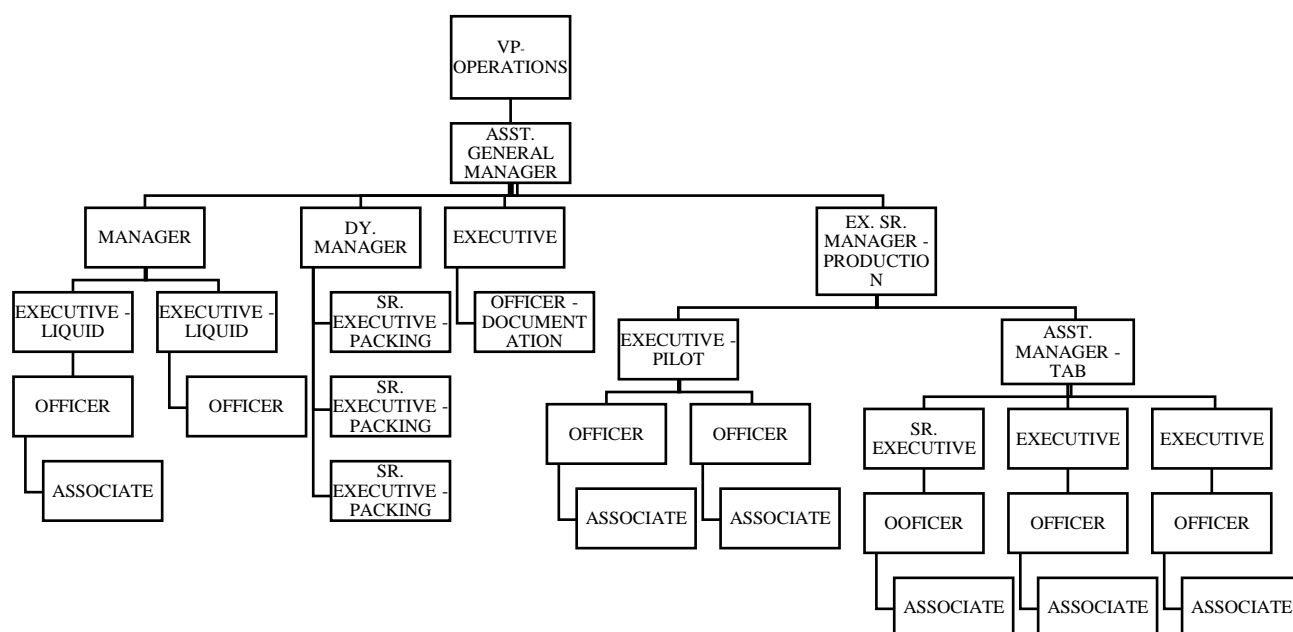 VP-
OPERATIONS
ASST.
GENERAL
MANAGER
MANAGER
DY.
MANAGER
EXECUTIVE
EX. SR.
MANAGER -
PRODUCTIO
N
EXECUTIVE -
LIQUID
EXECUTIVE -
LIQUID
SR.
EXECUTIVE -
PACKING
OFFICER -
DOCUMENT
ATION
EXECUTIVE -
PILOT
ASST.
MANAGER -
TAB
OFFICER
OFFICER
SR.
EXECUTIVE -
PACKING
OFFICER
OFFICER
SR.
EXECUTIVE
EXECUTIVE
EXECUTIVE
ASSOCIATE
SR.
EXECUTIVE -
PACKING
ASSOCIATE
ASSOCIATE
OOFICER
OFFICER
OFFICER
ASSOCIATE
ASSOCIATE
ASSOCIATE